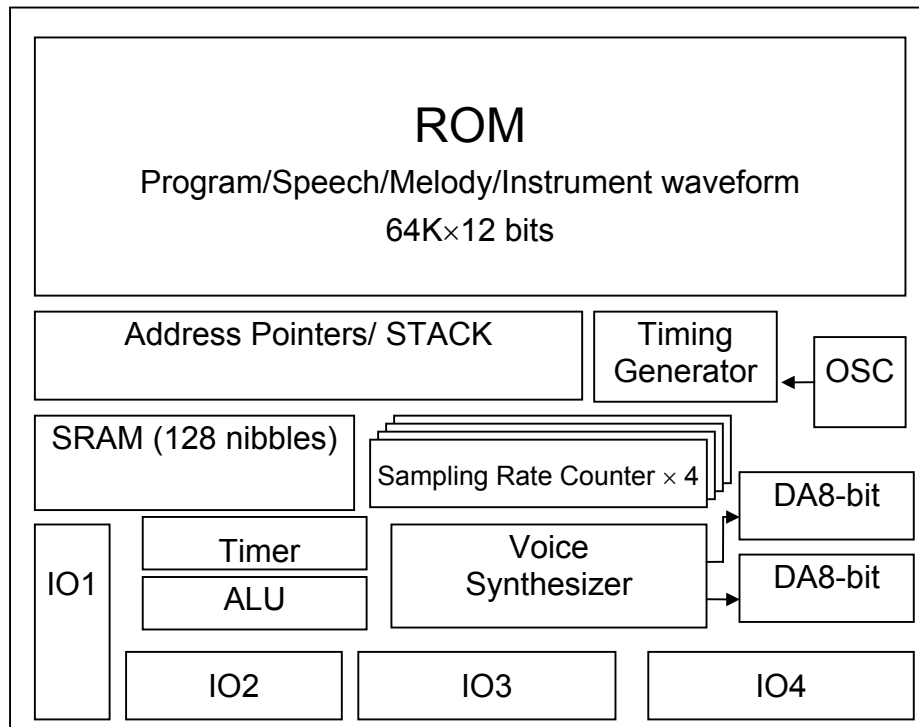 ROM
Program/Speech/Melody/Instrument waveform
64K×12 bits
Address Pointers/ STACK
Timing
Generator
OSC
SRAM (128 nibbles)
Sampling Rate Counter × 4
DA8-bit
IO1
Timer
Voice
Synthesizer
DA8-bit
ALU
IO2
IO3
IO4